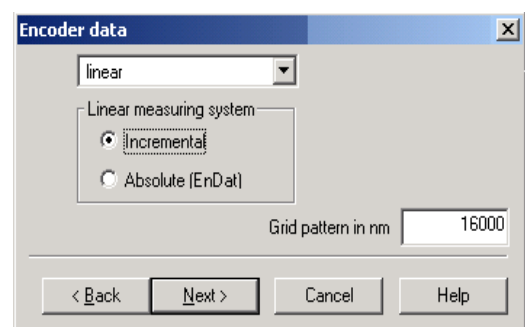 Encoder data
linear
Linear measuring system
Incremental
Absolute (EnDat)
Grid pattern in nm 16000
< Back Next > Cancel Help